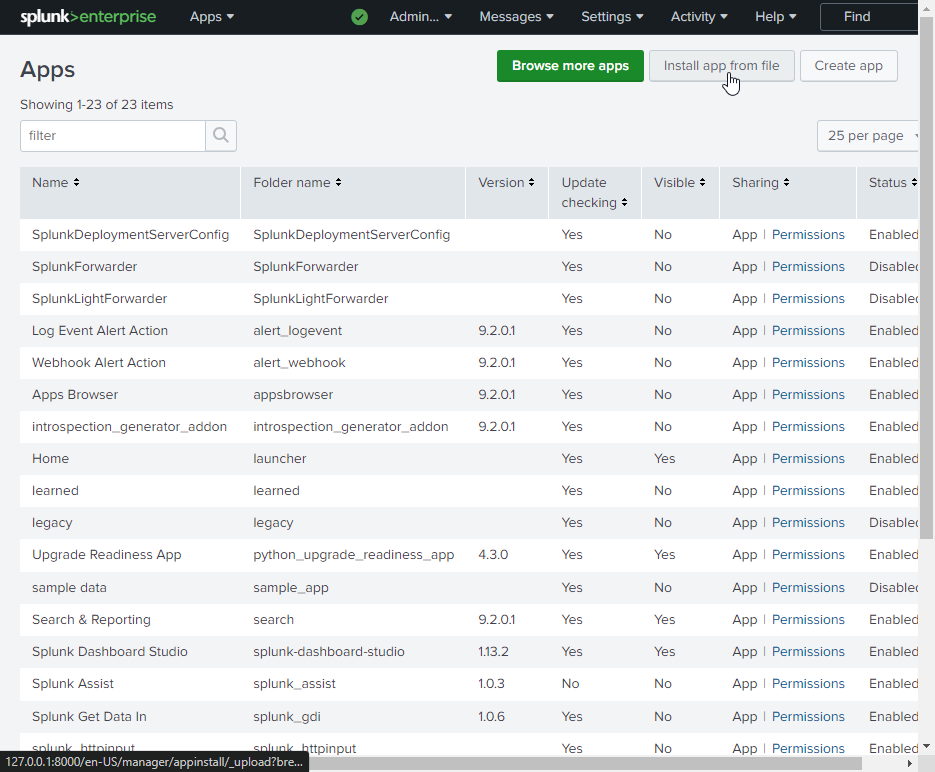 splunk>enterprise Apps Admin... Messages Settings Activity Help Find
Apps Browse more apps Install app from file Create app
Showing 1-23 of 23 items
filter 25 per page
Name Folder name Version Update checking Visible Sharing Status
SplunkDeploymentServerConfig SplunkDeploymentServerConfig Yes No App | Permissions Enabled
SplunkForwarder SplunkForwarder Yes No App | Permissions Disabled
SplunkLightForwarder SplunkLightForwarder Yes No App | Permissions Disabled
Log Event Alert Action alert_logevent 9.2.0.1 Yes No App | Permissions Enabled
Webhook Alert Action alert_webhook 9.2.0.1 Yes No App | Permissions Enabled
Apps Browser appsbrowser 9.2.0.1 Yes No App | Permissions Enabled
introspection_generator_addon introspection_generator_addon 9.2.0.1 Yes No App | Permissions Enabled
Home launcher Yes Yes App | Permissions Enabled
learned learned Yes No App | Permissions Enabled
legacy legacy Yes No App | Permissions Disabled
Upgrade Readiness App python_upgrade_readiness_app 4.3.0 Yes Yes App | Permissions Enabled
sample data sample_app Yes No App | Permissions Disabled
Search & Reporting search 9.2.0.1 Yes Yes App | Permissions Enabled
Splunk Dashboard Studio splunk-dashboard-studio 1.13.2 Yes Yes App | Permissions Enabled
Splunk Assist splunk_assist 1.0.3 No No App | Permissions Enabled
Splunk Get Data In splunk_gdi 1.0.6 Yes No App | Permissions Enabled
splunk_httpinput splunk_httpinput Yes No App | Permissions Enabled
127.0.0.1:8000/en-US/manager/appinstall/_upload?bre...